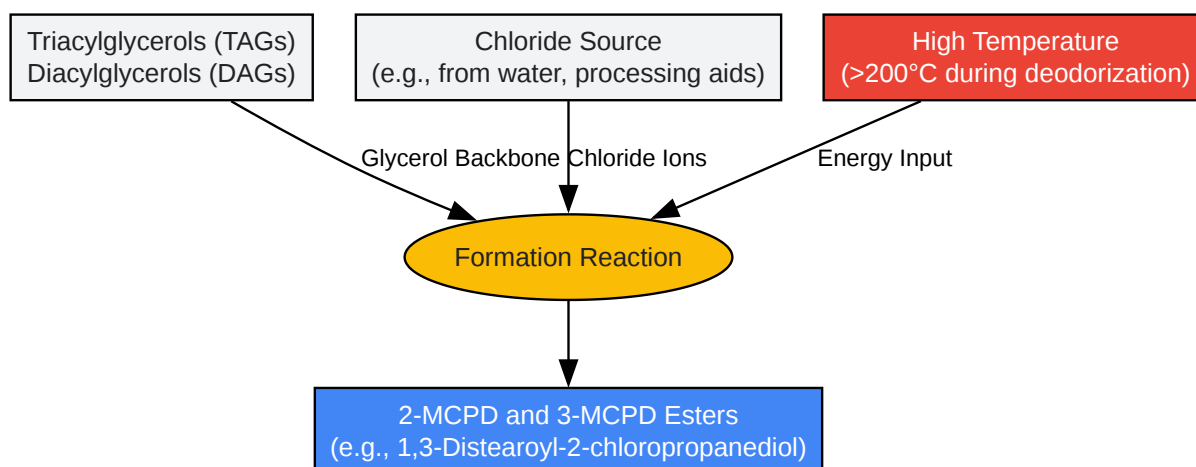 Triacylglycerols (TAGs)
Diacylglycerols (DAGs)
Chloride Source
(e.g., from water, processing aids)
High Temperature
(>200°C during deodorization)
Glycerol Backbone
Chloride Ions
Energy Input
Formation Reaction
2-MCPD and 3-MCPD Esters
(e.g., 1,3-Distearoyl-2-chloropropanediol)